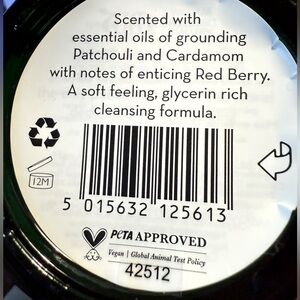 Scented with
essential oils of grounding
Patchouli and Cardamom
with notes of enticing Red Berry.
A soft feeling, glycerin rich
cleansing formula.
12M
5 015632 125613
PETA APPROVED
Vegan | Global Animal Test Policy
42512